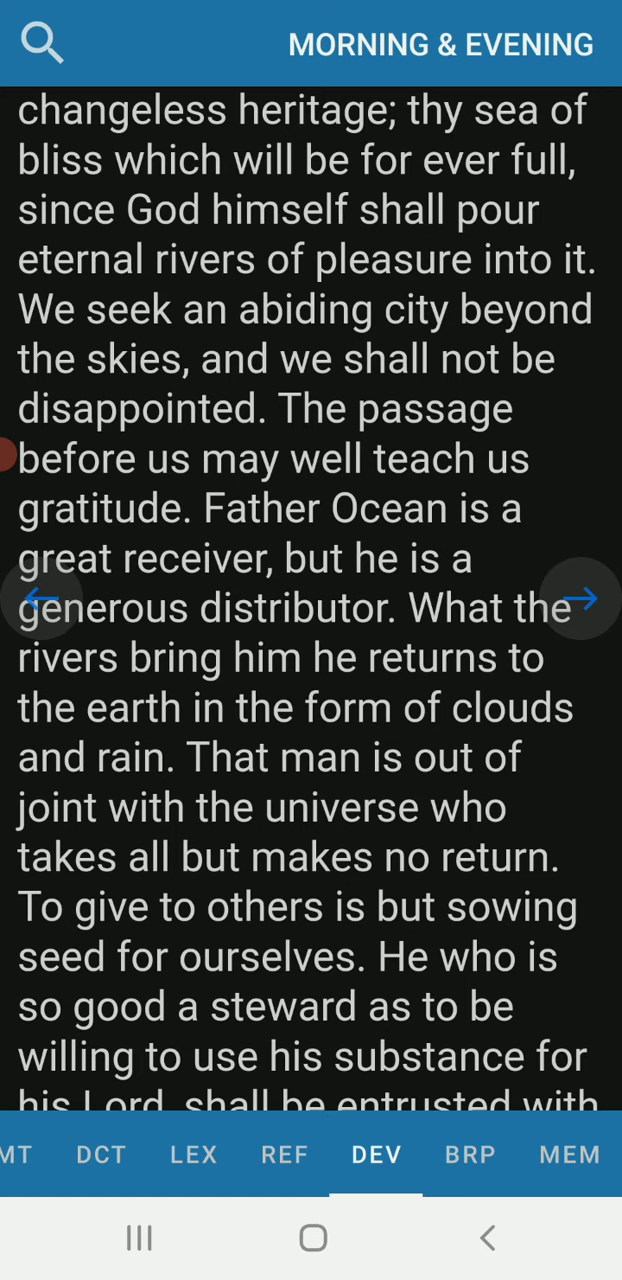 MORNING & EVENING
changeless heritage; thy sea of
bliss which will be for ever full,
since God himself shall pour
eternal rivers of pleasure into it.
We seek an abiding city beyond
the skies, and we shall not be
disappointed. The passage
before us may well teach us
gratitude. Father Ocean is a
great receiver, but he is a
generous distributor. What the
rivers bring him he returns to
the earth in the form of clouds
and rain. That man is out of
joint with the universe who
takes all but makes no return.
To give to others is but sowing
seed for ourselves. He who is
so good a steward as to be
willing to use his substance for
his Lord, shall be entrusted with
MT DCT LEX REF DEV BRP MEM